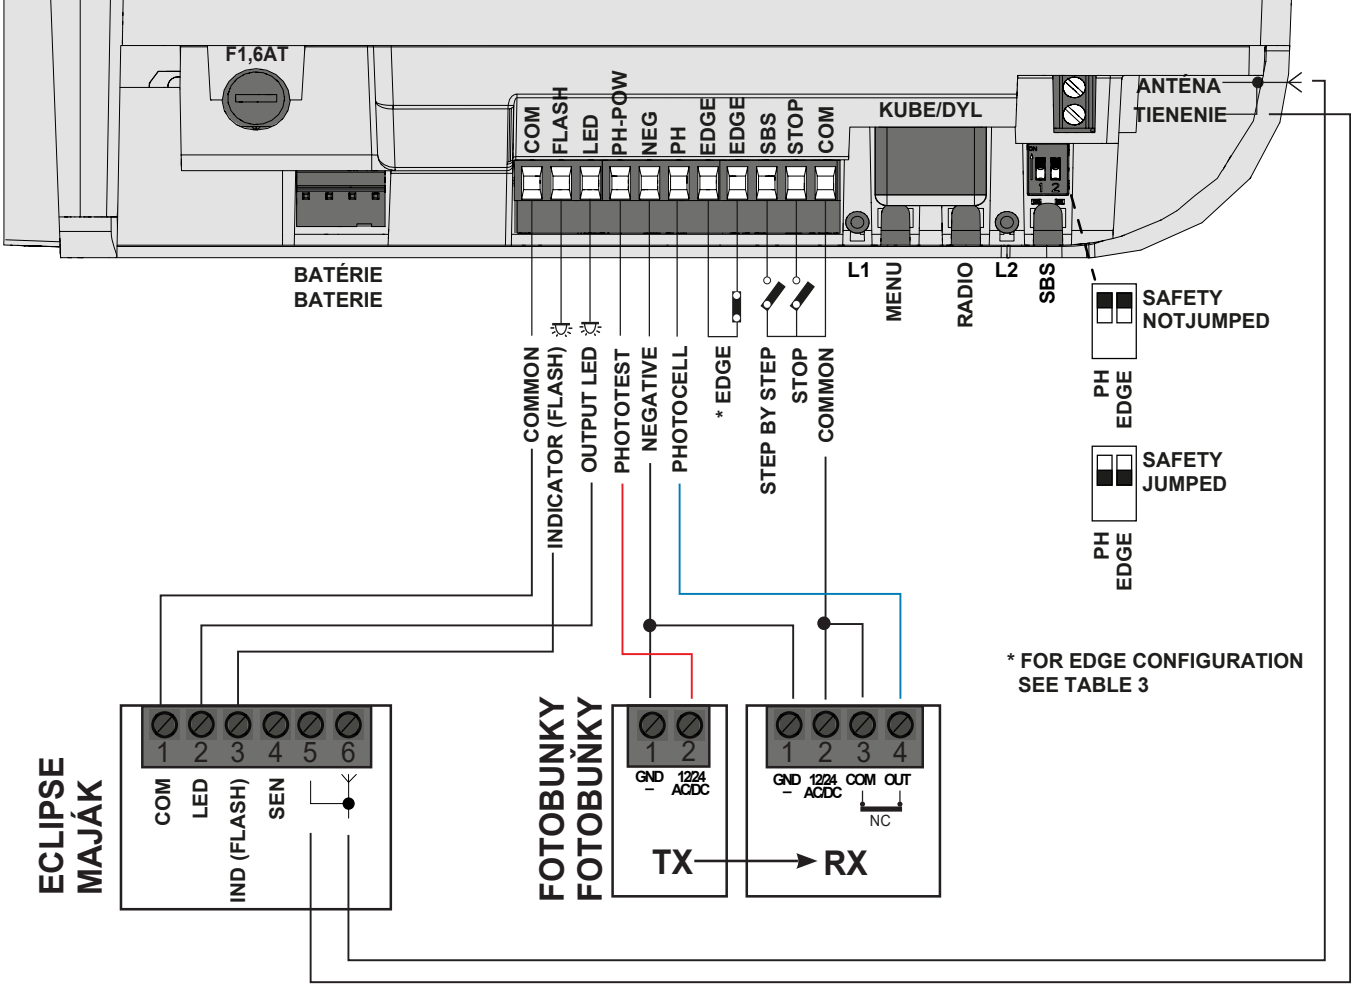 F1,6AT
COM
FLASH
LED
PH-POW
NEG
PH
EDGE
EDGE
SBS
STOP
COM
KUBE/DYL
ANTÉNA
TIENENIE
ON
1 2
BATÉRIE
BATERIE
L1
MENU
RADIO
L2
SBS
SAFETY
NOTJUMPED
PH
EDGE
SAFETY
JUMPED
PH
EDGE
COMMON
INDICATOR (FLASH)
OUTPUT LED
PHOTOTEST
NEGATIVE
PHOTOCELL
* EDGE
STEP BY STEP
STOP
COMMON
* FOR EDGE CONFIGURATION
SEE TABLE 3
ECLIPSE
MAJÁK
1 2 3 4 5 6
COM
LED
IND (FLASH)
SEN
FOTOBUNKY
FOTOBUŇKY
1 2
GND
–
12/24
AC/DC
TX
1 2 3 4
GND
–
12/24
AC/DC
COM
OUT
NC
RX